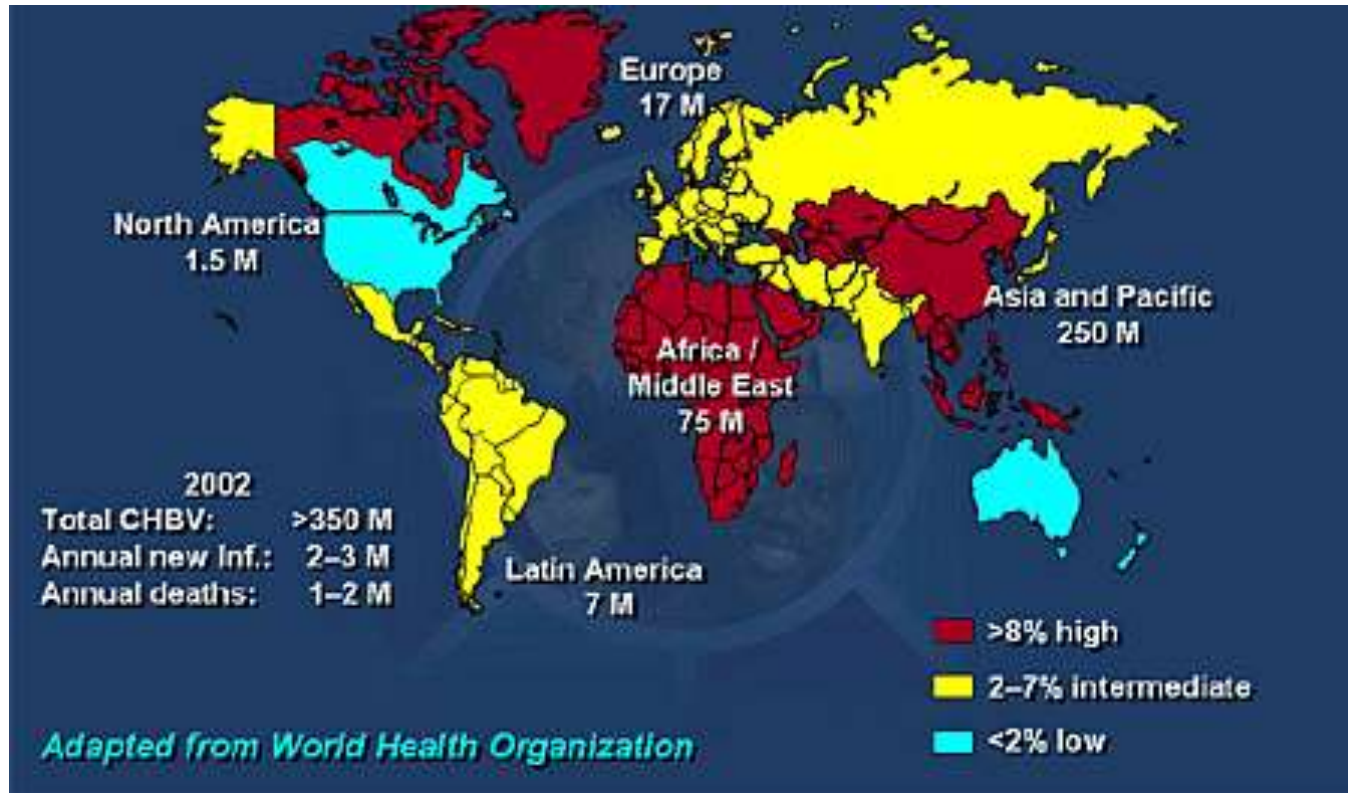 Europe
17 M
North America
1.5 M
Asia and Pacific
250 M
Africa /
Middle East
75 M
2002
Total CHBV: >350 M
Annual new Inf.: 2–3 M
Annual deaths: 1–2 M
Latin America
7 M
>8% high
2–7% intermediate
<2% low
Adapted from World Health Organization